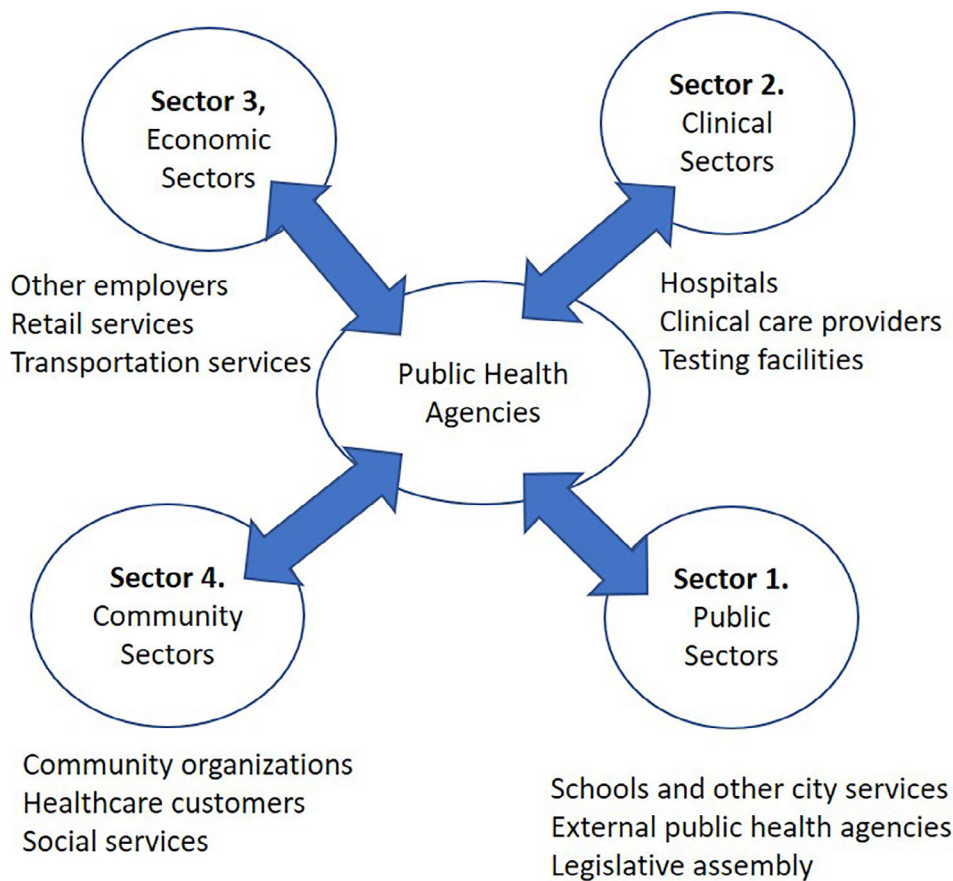 Sector 3,
Economic
Sectors
Sector 2.
Clinical
Sectors
Other employers
Retail services
Transportation services
Hospitals
Clinical care providers
Testing facilities
Public Health
Agencies
Sector 4.
Community
Sectors
Sector 1.
Public
Sectors
Community organizations
Healthcare customers
Social services
Schools and other city services
External public health agencies
Legislative assembly